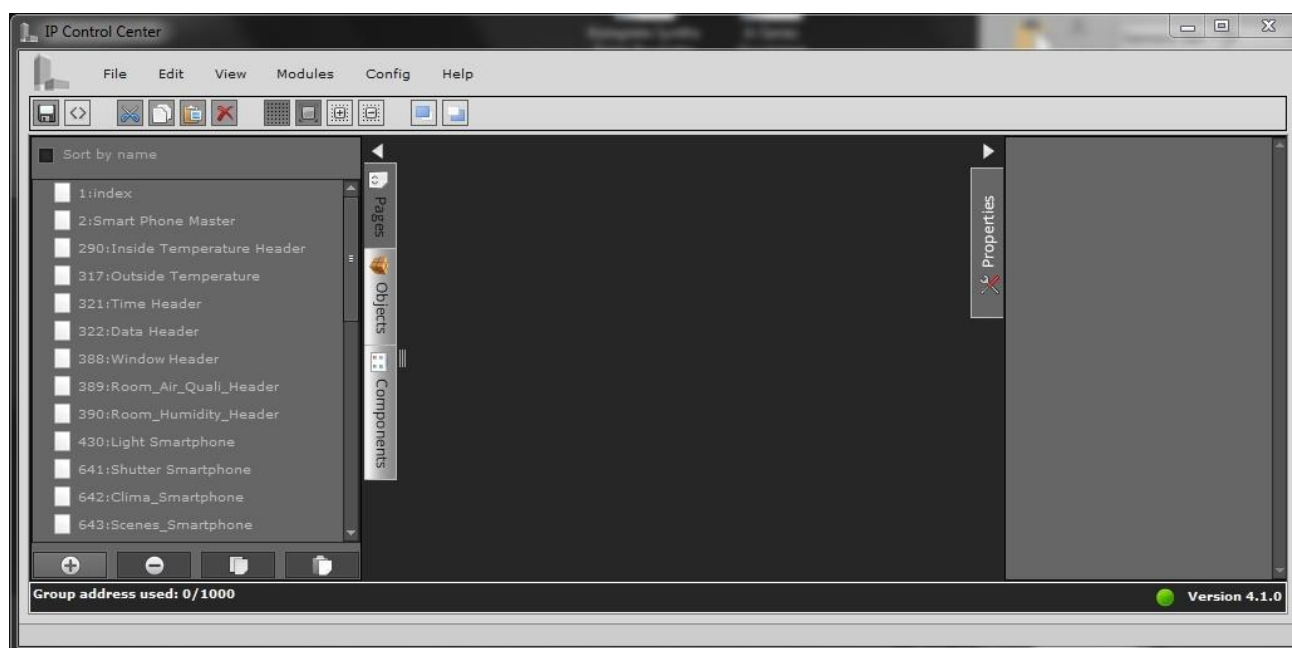 IP Control Center
File Edit View Modules Config Help
Sort by name
1:index
2:Smart Phone Master
290:Inside Temperature Header
317:Outside Temperature
321:Time Header
322:Data Header
388:Window Header
389:Room_Air_Quali_Header
390:Room_Humidity_Header
430:Light Smartphone
641:Shutter Smartphone
642:Clima_Smartphone
643:Scenes_Smartphone
Pages
Objects
Components
Properties
Group address used: 0/1000
Version 4.1.0